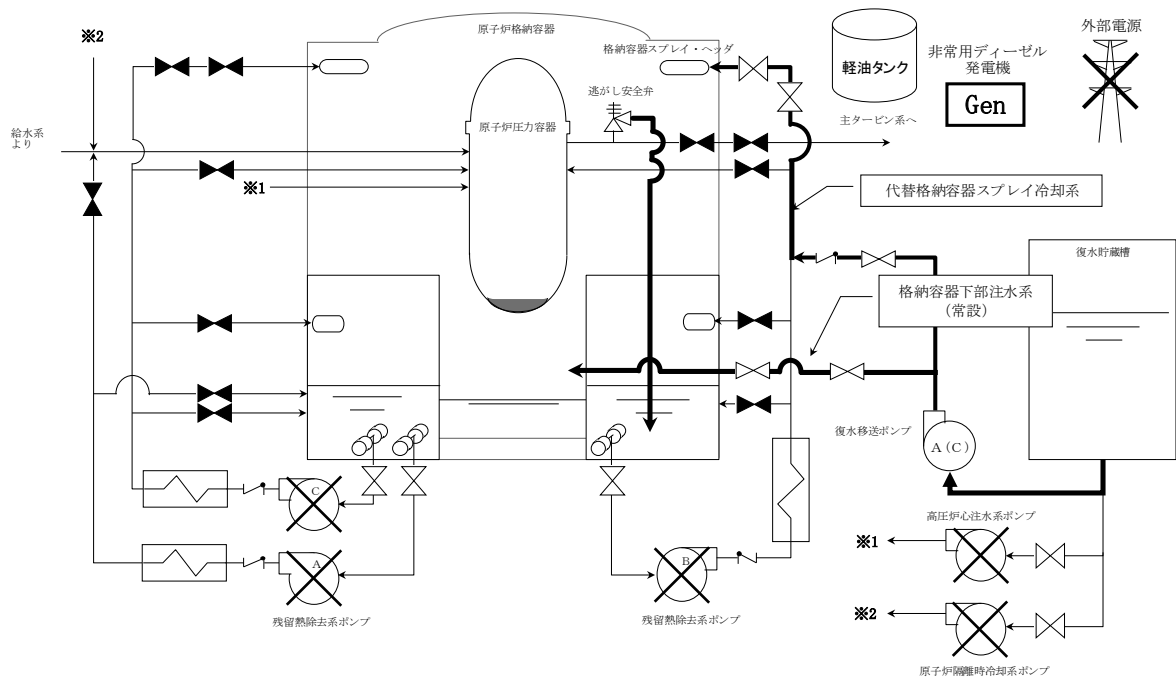 ※2
原子炉格納容器
格納容器スプレイ・ヘッダ
軽油タンク
非常用ディーゼル
発電機
Gen
外部電源
逃がし安全弁
主タービン系へ
給水系
より
原子炉圧力容器
※1
代替格納容器スプレイ冷却系
復水貯蔵槽
格納容器下部注水系
(常設)
復水移送ポンプ
A(C)
C
A
B
残留熱除去系ポンプ
残留熱除去系ポンプ
高圧炉心注水系ポンプ
※1
※2
原子炉隔離時冷却系ポンプ